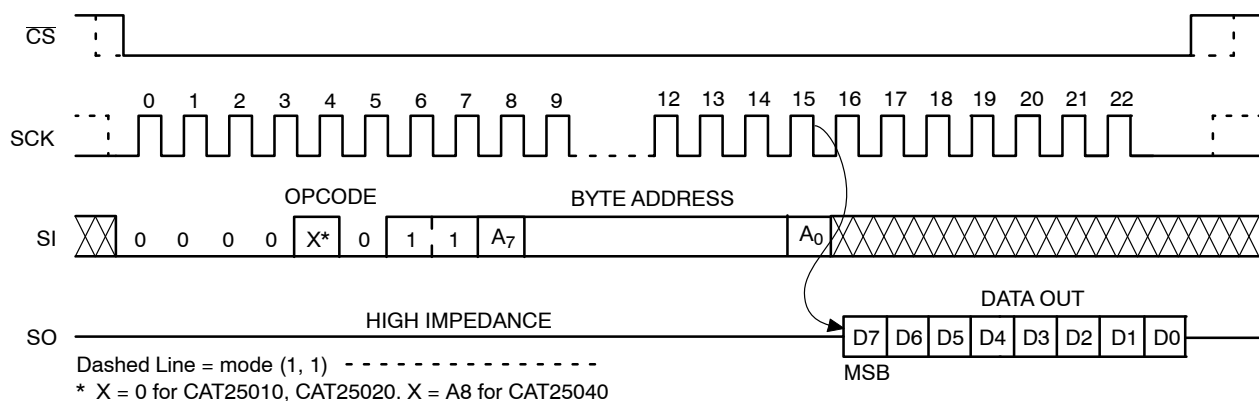 CS
0 1 2 3 4 5 6 7 8 9 12 13 14 15 16 17 18 19 20 21 22
SCK
OPCODE BYTE ADDRESS
SI 0 0 0 0 X* 0 1 1 A7 A0
DATA OUT
HIGH IMPEDANCE
SO D7 D6 D5 D4 D3 D2 D1 D0
Dashed Line = mode (1, 1)
MSB
* X = 0 for CAT25010, CAT25020. X = A8 for CAT25040